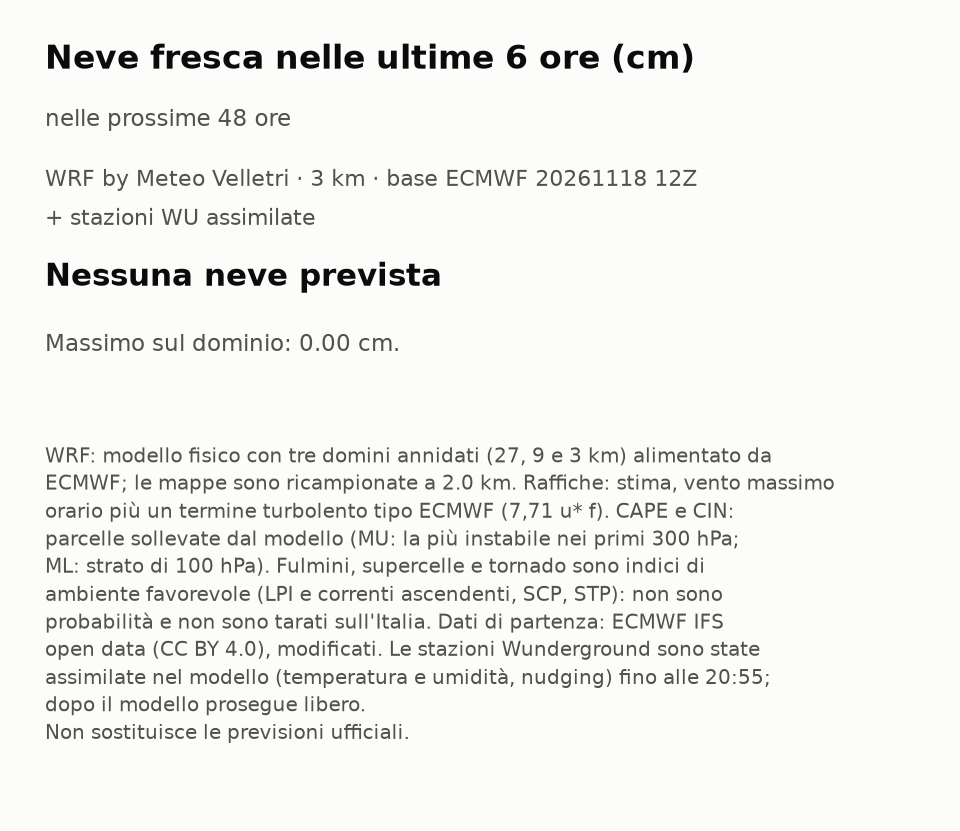 Neve fresca nelle ultime 6 ore (cm)
nelle prossime 48 ore
WRF by Meteo Velletri · 3 km · base ECMWF 20261118 12Z
+ stazioni WU assimilate
Nessuna neve prevista
Massimo sul dominio: 0.00 cm.
WRF: modello fisico con tre domini annidati (27, 9 e 3 km) alimentato da
ECMWF; le mappe sono ricampionate a 2.0 km. Raffiche: stima, vento massimo
orario più un termine turbolento tipo ECMWF (7,71 u* f). CAPE e CIN:
parcelle sollevate dal modello (MU: la più instabile nei primi 300 hPa;
ML: strato di 100 hPa). Fulmini, supercelle e tornado sono indici di
ambiente favorevole (LPI e correnti ascendenti, SCP, STP): non sono
probabilità e non sono tarati sull'Italia. Dati di partenza: ECMWF IFS
open data (CC BY 4.0), modificati. Le stazioni Wunderground sono state
assimilate nel modello (temperatura e umidità, nudging) fino alle 20:55;
dopo il modello prosegue libero.
Non sostituisce le previsioni ufficiali.